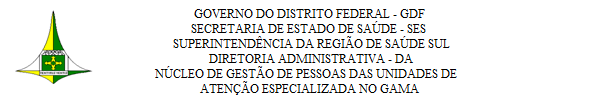 GOVERNO DO DISTRITO FEDERAL - GDF
SECRETARIA DE ESTADO DE SAÚDE - SES
SUPERINTENDÊNCIA DA REGIÃO DE SAÚDE SUL
DIRETORIA ADMINISTRATIVA - DA
NÚCLEO DE GESTÃO DE PESSOAS DAS UNIDADES DE
ATENÇÃO ESPECIALIZADA NO GAMA